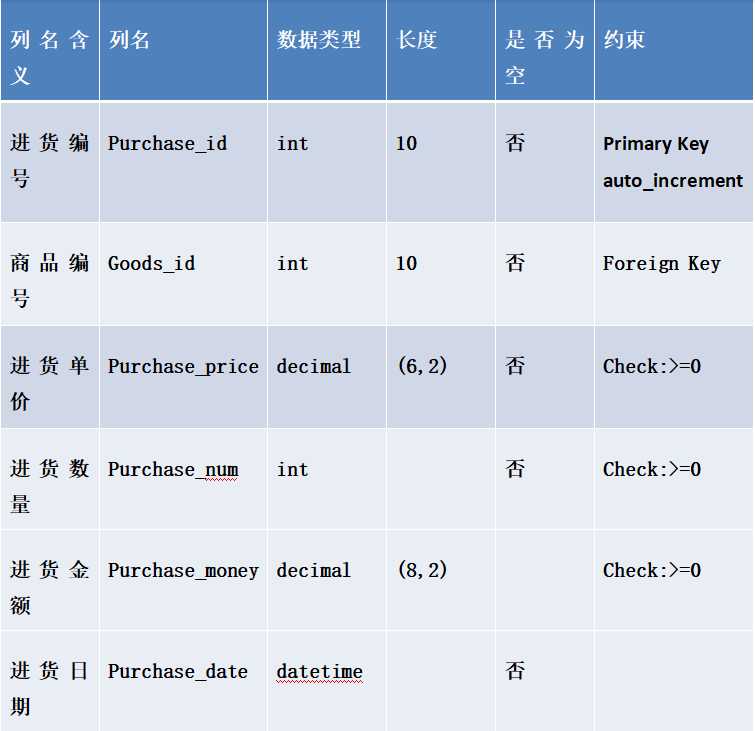 列名含 列名 数据类型 长度 是否为 约束
义 空
进货编 Purchase_id int 10 否 Primary Key
号 auto_increment
商品编 Goods_id int 10 否 Foreign Key
号
进货单 Purchase_price decimal (6,2) 否 Check:>=0
价
进货数 Purchase_num int 否 Check:>=0
量
进货金 Purchase_money decimal (8,2) Check:>=0
额
进货日 Purchase_date datetime 否
期